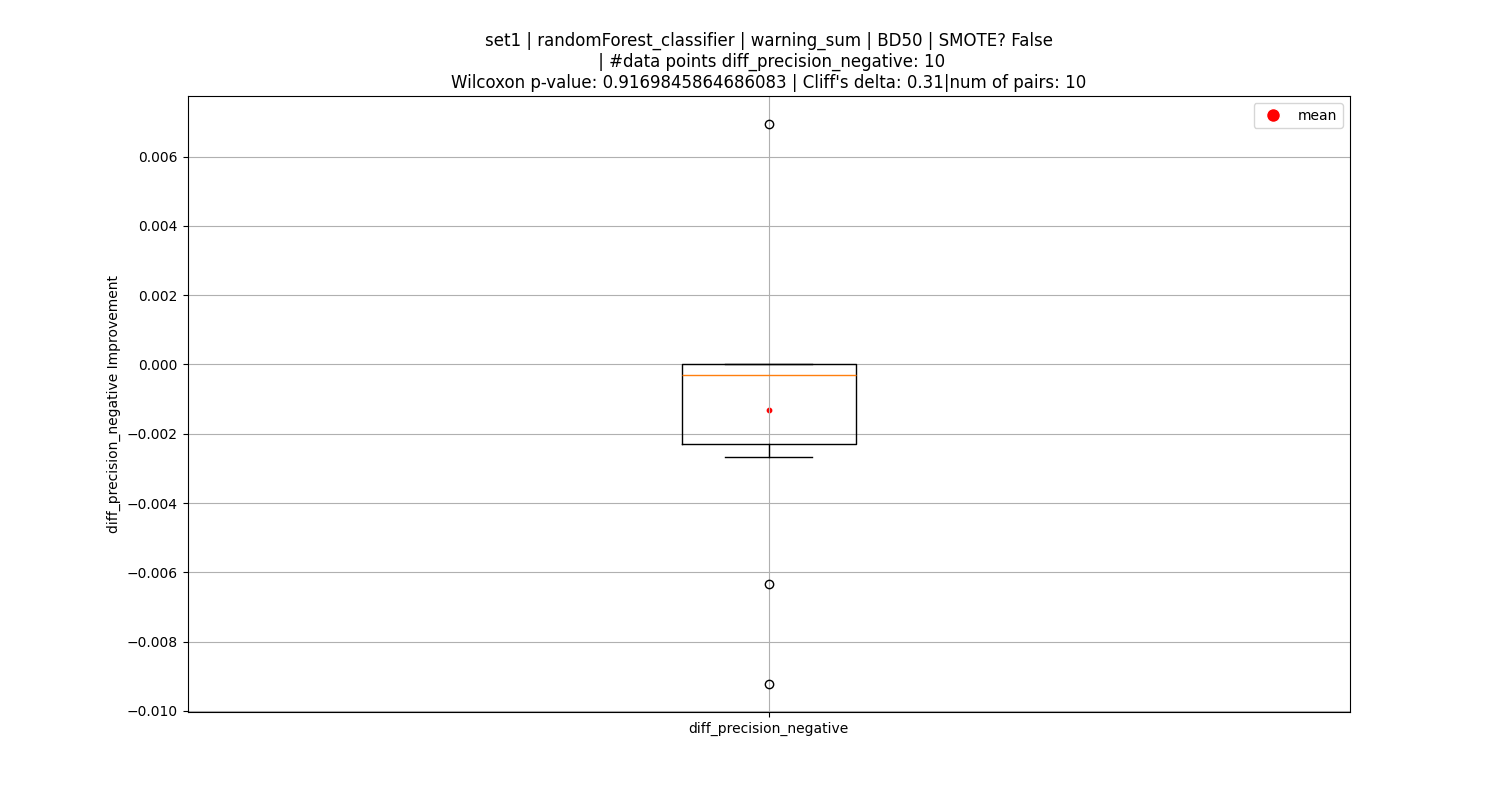 set1 | randomForest_classifier | warning_sum | BD50 | SMOTE? False
| #data points diff_precision_negative: 10
Wilcoxon p-value: 0.9169845864686083 | Cliff's delta: 0.31|num of pairs: 10
mean
0.006
0.004
0.002
0.000
−0.002
−0.004
−0.006
−0.008
−0.010
diff_precision_negative Improvement
diff_precision_negative